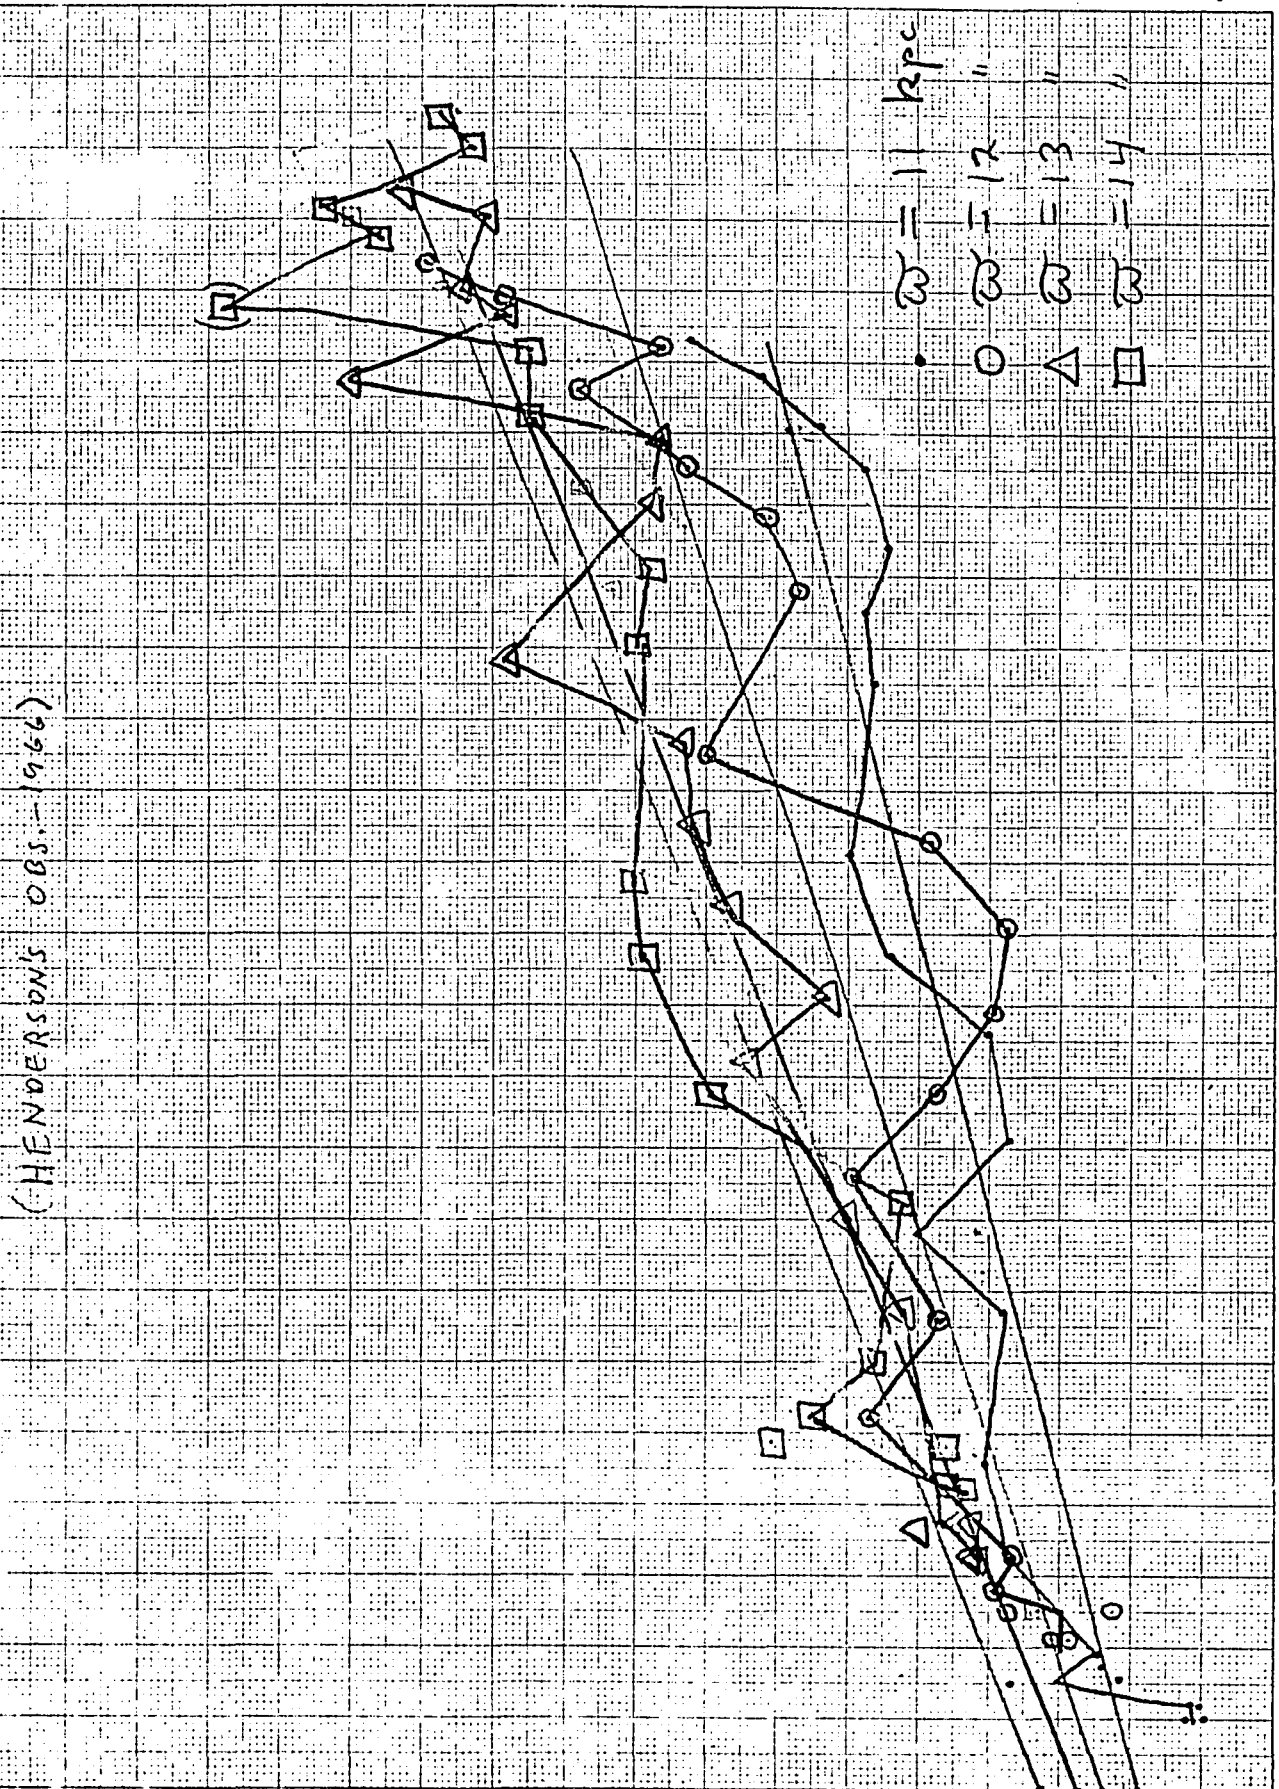 (HENDERSON'S OBS.-1966)
• ϖ = 11 kpc
○ ϖ = 12 "
△ ϖ = 13 "
□ ϖ = 14 "